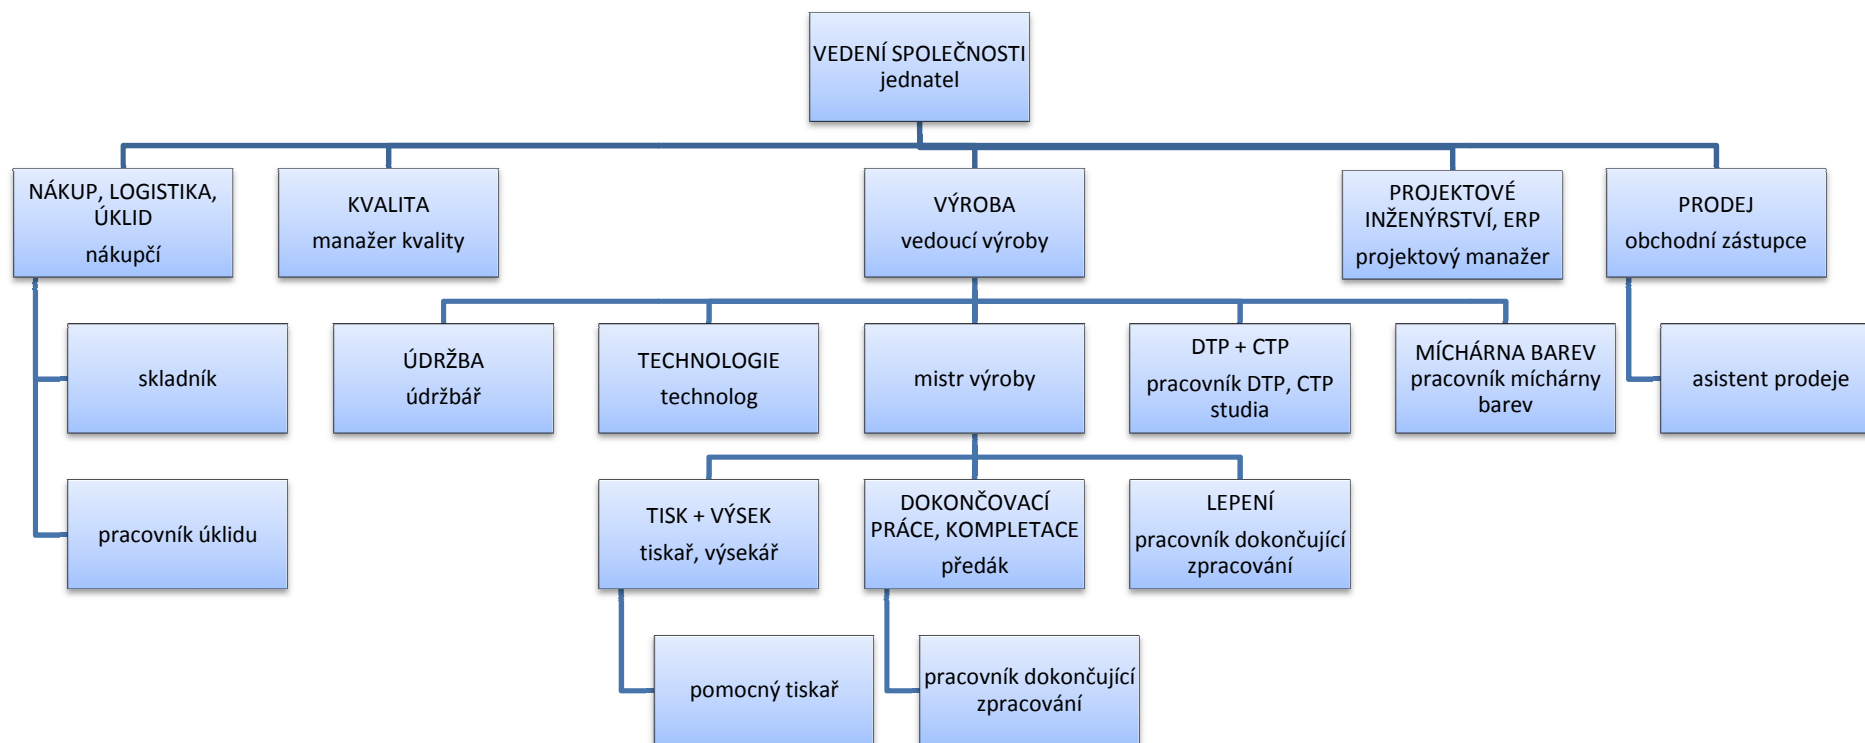 VEDENÍ SPOLEČNOSTI
jednatel
NÁKUP, LOGISTIKA,
ÚKLID
nákupčí
KVALITA
manažer kvality
VÝROBA
vedoucí výroby
PROJEKTOVÉ
INŽENÝRSTVÍ, ERP
projektový manažer
PRODEJ
obchodní zástupce
skladník
ÚDRŽBA
údržbář
TECHNOLOGIE
technolog
mistr výroby
DTP + CTP
pracovník DTP, CTP
studia
MÍCHÁRNA BAREV
pracovník míchárny
barev
asistent prodeje
pracovník úklidu
TISK + VÝSEK
tiskař, výsekář
DOKONČOVACÍ
PRÁCE, KOMPLETACE
předák
LEPENÍ
pracovník dokončující
zpracování
pomocný tiskař
pracovník dokončující
zpracování